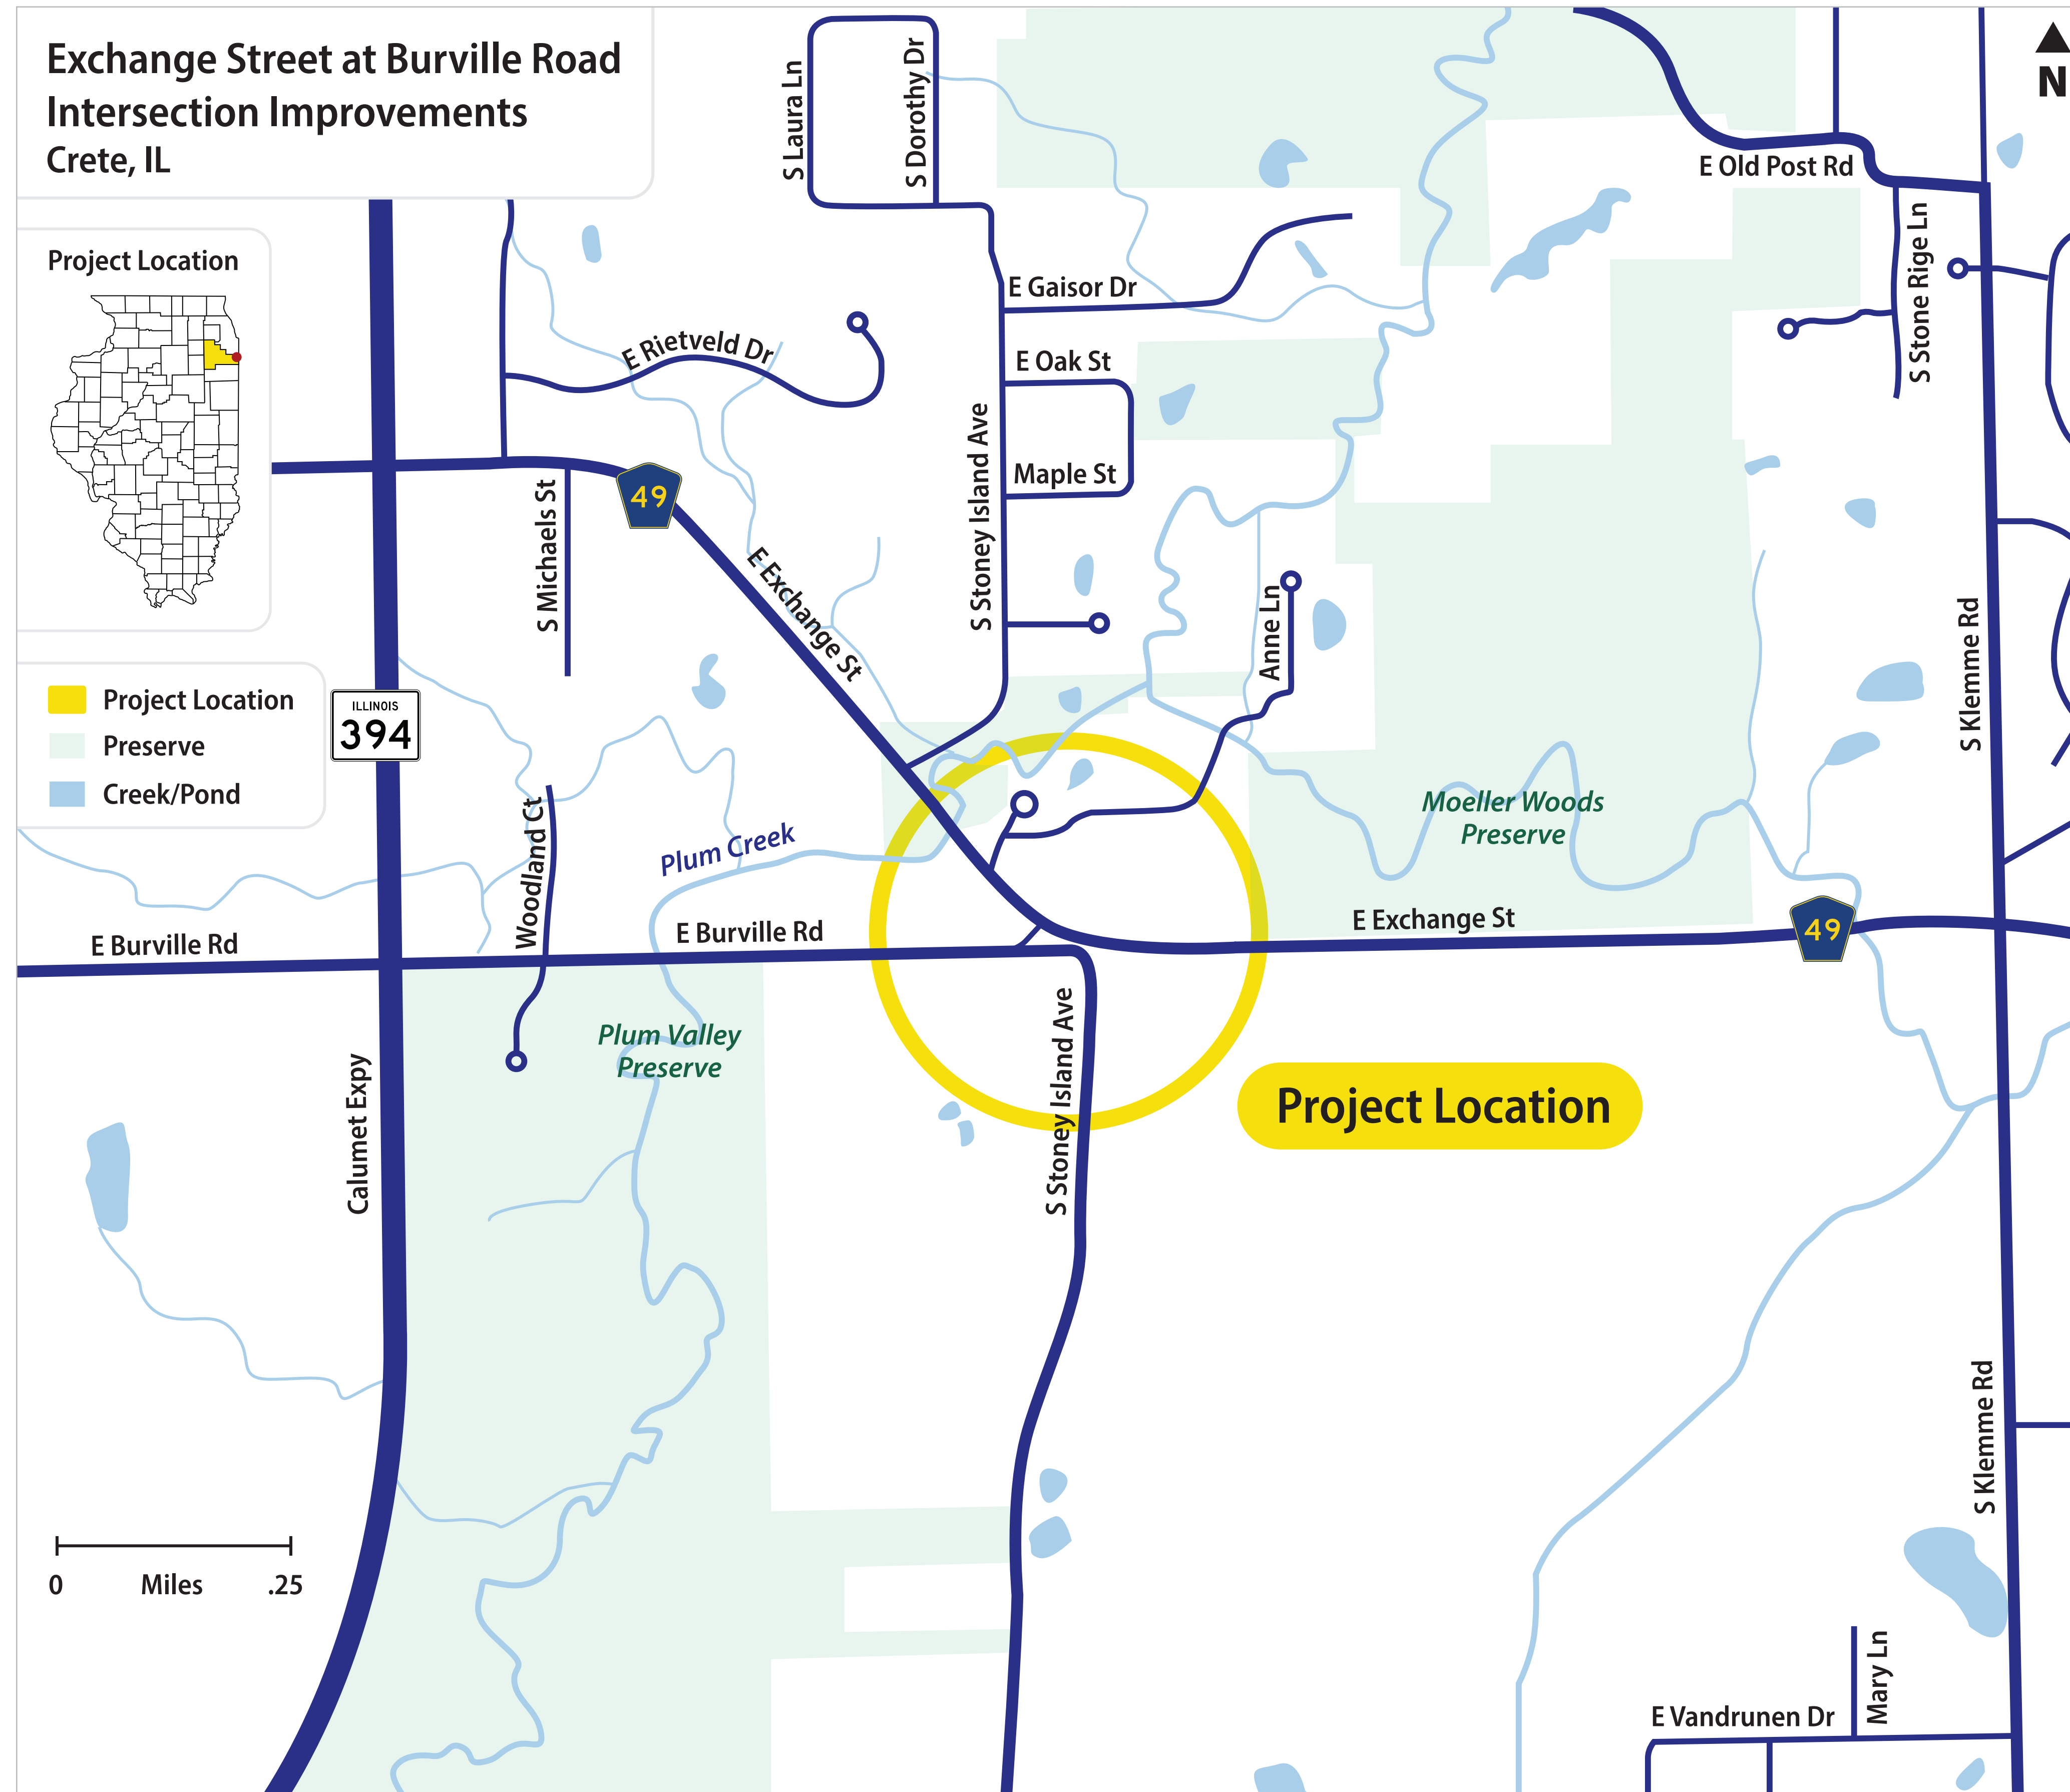 Exchange Street at Burville Road
Intersection Improvements
Crete, IL
N
Project Location
Project Location
Preserve
Creek/Pond
ILLINOIS
394
S Laura Ln
S Dorothy Dr
E Old Post Rd
S Stone Rige Ln
E Gaisor Dr
E Rietveld Dr
E Oak St
Maple St
S Stoney Island Ave
49
S Michaels St
E Exchange St
Anne Ln
S Klemme Rd
Moeller Woods
Preserve
Woodland Ct
Plum Creek
E Burville Rd
E Burville Rd
E Exchange St
49
Plum Valley
Preserve
Calumet Expy
S Stoney Island Ave
Project Location
S Klemme Rd
0 Miles .25
Mary Ln
E Vandrunen Dr